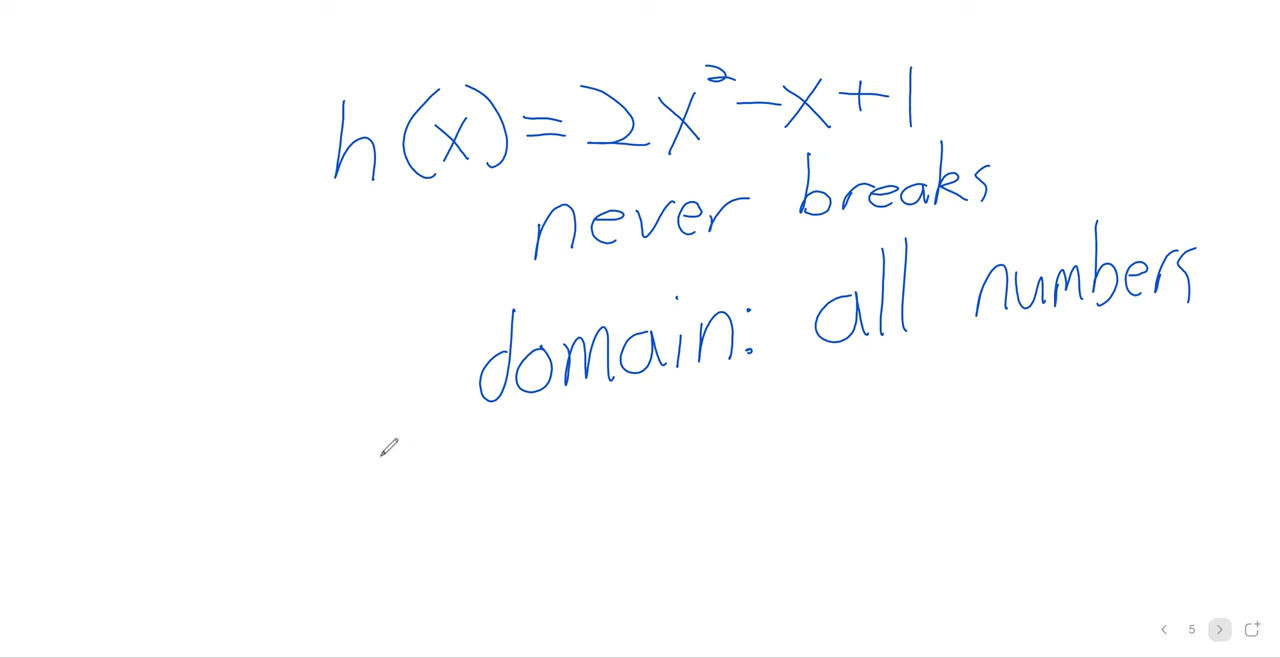 h(x) = 2x² - x + 1
never breaks
domain: all numbers
5